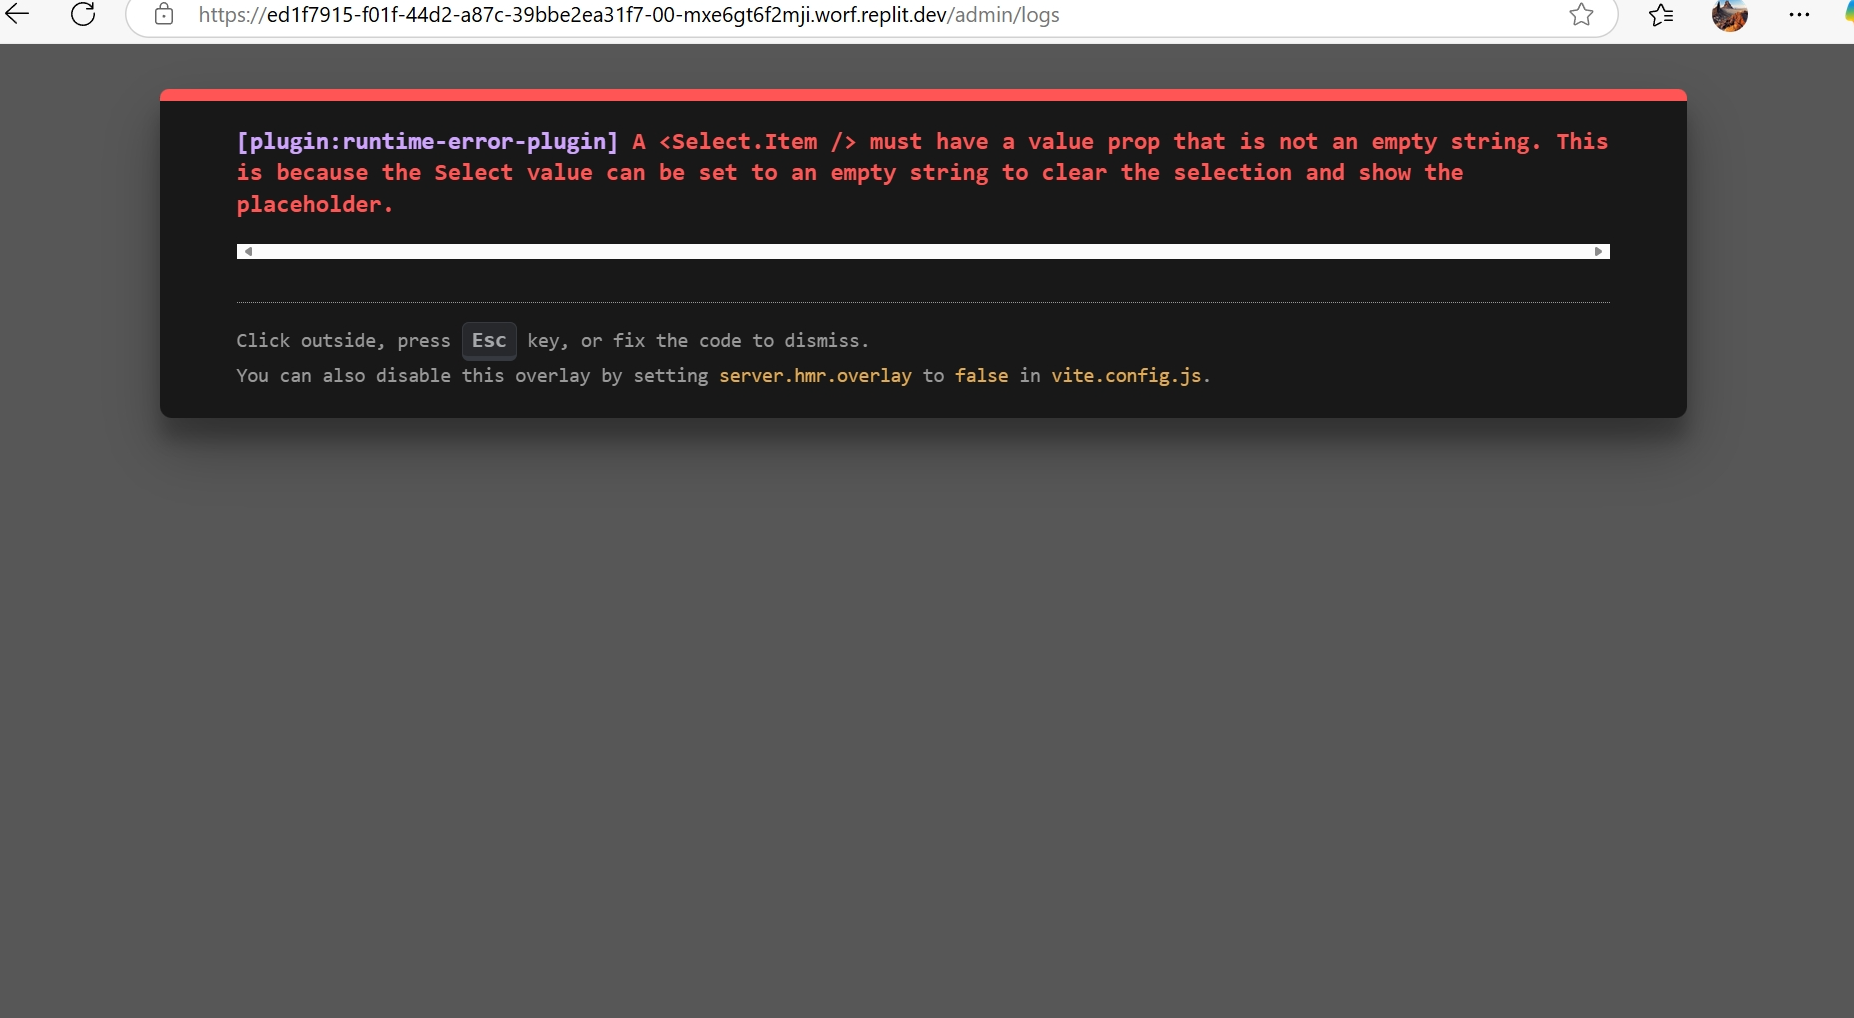 https://ed1f7915-f01f-44d2-a87c-39bbe2ea31f7-00-mxe6gt6f2mji.worf.replit.dev/admin/logs
[plugin:runtime-error-plugin] A <Select.Item /> must have a value prop that is not an empty string. This
is because the Select value can be set to an empty string to clear the selection and show the
placeholder.
Click outside, press Esc key, or fix the code to dismiss.
You can also disable this overlay by setting server.hmr.overlay to false in vite.config.js.